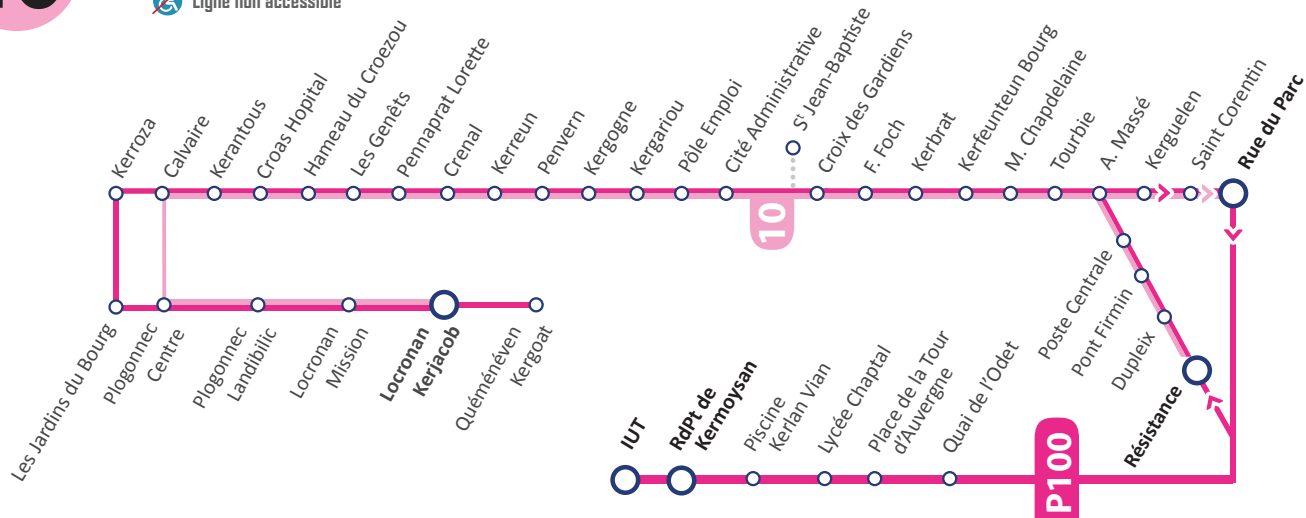 Ligne non accessible
Kerroza
Calvaire
Kerantous
Croas Hopital
Hameau du Croezou
Les Genêts
Pennaprat Lorette
Crenal
Kerreun
Penvern
Kergogne
Kergariou
Pôle Emploi
Cité Administrative
Sᵗ Jean-Baptiste
Croix des Gardiens
F. Foch
Kerbrat
Kerfeunteun Bourg
M. Chapdelaine
Tourbie
A. Massé
Kerguelen
Saint Corentin
Rue du Parc
10
Les Jardins du Bourg
Plogonnec
Centre
Plogonnec
Landibilic
Locronan
Mission
Locronan
Kerjacob
Quéménéven
Kergoat
Poste Centrale
Pont Firmin
Dupleix
Résistance
IUT
RdPt de
Kermoysan
Piscine
Kerlan Vian
Lycée Chaptal
Place de la Tour
d'Auvergne
Quai de l'Odet
P100